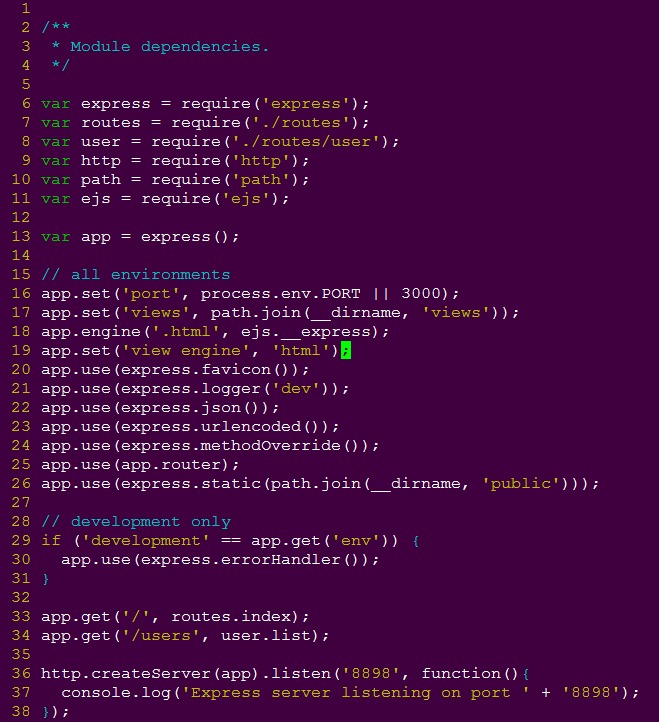 1
2 /**
3  * Module dependencies.
4  */
5
6 var express = require('express');
7 var routes = require('./routes');
8 var user = require('./routes/user');
9 var http = require('http');
10 var path = require('path');
11 var ejs = require('ejs');
12
13 var app = express();
14
15 // all environments
16 app.set('port', process.env.PORT || 3000);
17 app.set('views', path.join(__dirname, 'views'));
18 app.engine('.html', ejs.__express);
19 app.set('view engine', 'html');
20 app.use(express.favicon());
21 app.use(express.logger('dev'));
22 app.use(express.json());
23 app.use(express.urlencoded());
24 app.use(express.methodOverride());
25 app.use(app.router);
26 app.use(express.static(path.join(__dirname, 'public')));
27
28 // development only
29 if ('development' == app.get('env')) {
30   app.use(express.errorHandler());
31 }
32
33 app.get('/', routes.index);
34 app.get('/users', user.list);
35
36 http.createServer(app).listen('8898', function(){
37   console.log('Express server listening on port ' + '8898');
38 });